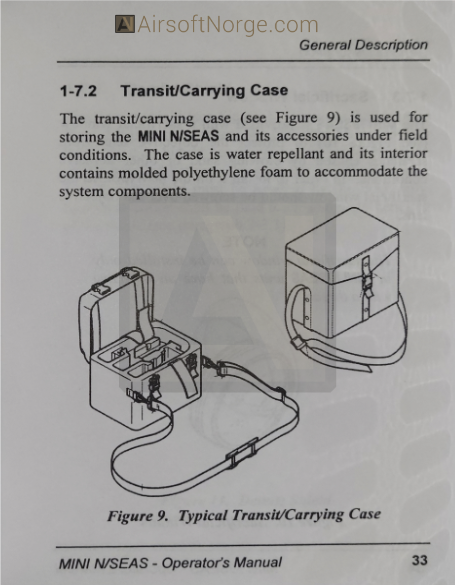 AirsoftNorge.com
General Description
1-7.2 Transit/Carrying Case
The transit/carrying case (see Figure 9) is used for
storing the MINI N/SEAS and its accessories under field
conditions. The case is water repellant and its interior
contains molded polyethylene foam to accommodate the
system components.
Figure 9. Typical Transit/Carrying Case
MINI N/SEAS - Operator's Manual 33